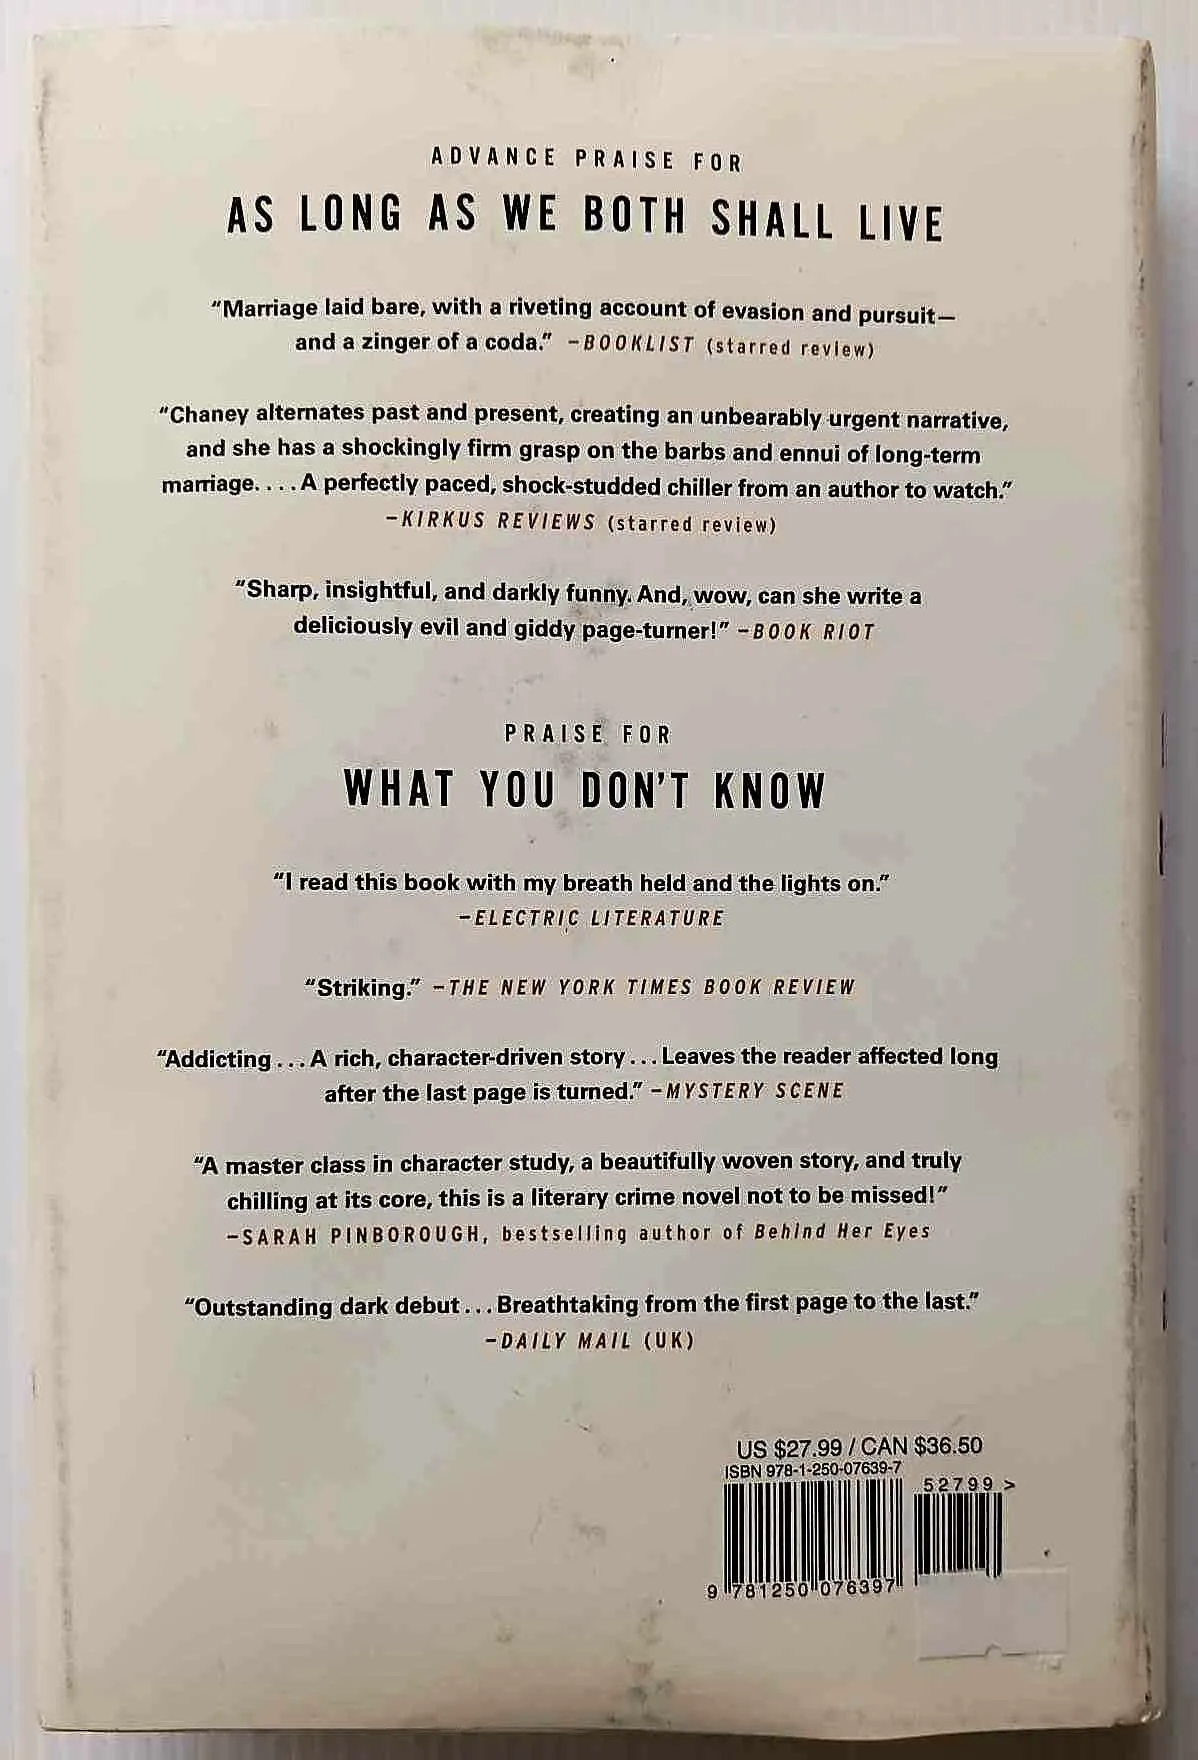 ADVANCE PRAISE FOR
AS LONG AS WE BOTH SHALL LIVE
“Marriage laid bare, with a riveting account of evasion and pursuit—
and a zinger of a coda.” –BOOKLIST (starred review)
“Chaney alternates past and present, creating an unbearably urgent narrative,
and she has a shockingly firm grasp on the barbs and ennui of long-term
marriage. . . . A perfectly paced, shock-studded chiller from an author to watch.”
–KIRKUS REVIEWS (starred review)
“Sharp, insightful, and darkly funny. And, wow, can she write a
deliciously evil and giddy page-turner!” –BOOK RIOT
PRAISE FOR
WHAT YOU DON'T KNOW
“I read this book with my breath held and the lights on.”
–ELECTRIC LITERATURE
“Striking.” –THE NEW YORK TIMES BOOK REVIEW
“Addicting . . . A rich, character-driven story . . . Leaves the reader affected long
after the last page is turned.” –MYSTERY SCENE
“A master class in character study, a beautifully woven story, and truly
chilling at its core, this is a literary crime novel not to be missed!”
–SARAH PINBOROUGH, bestselling author of Behind Her Eyes
“Outstanding dark debut . . . Breathtaking from the first page to the last.”
–DAILY MAIL (UK)
US $27.99 / CAN $36.50
ISBN 978-1-250-07639-7
52799 >
9 781250 076397